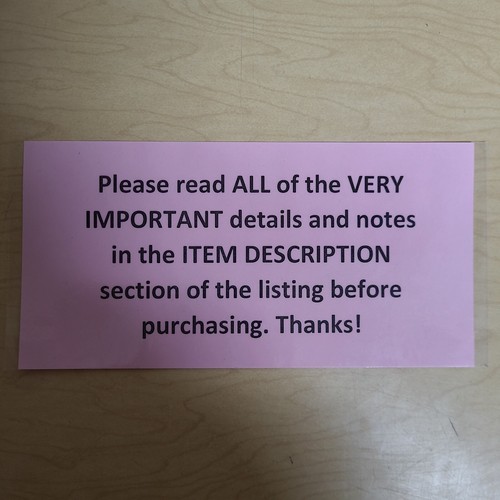 Please read ALL of the VERY
IMPORTANT details and notes
in the ITEM DESCRIPTION
section of the listing before
purchasing. Thanks!